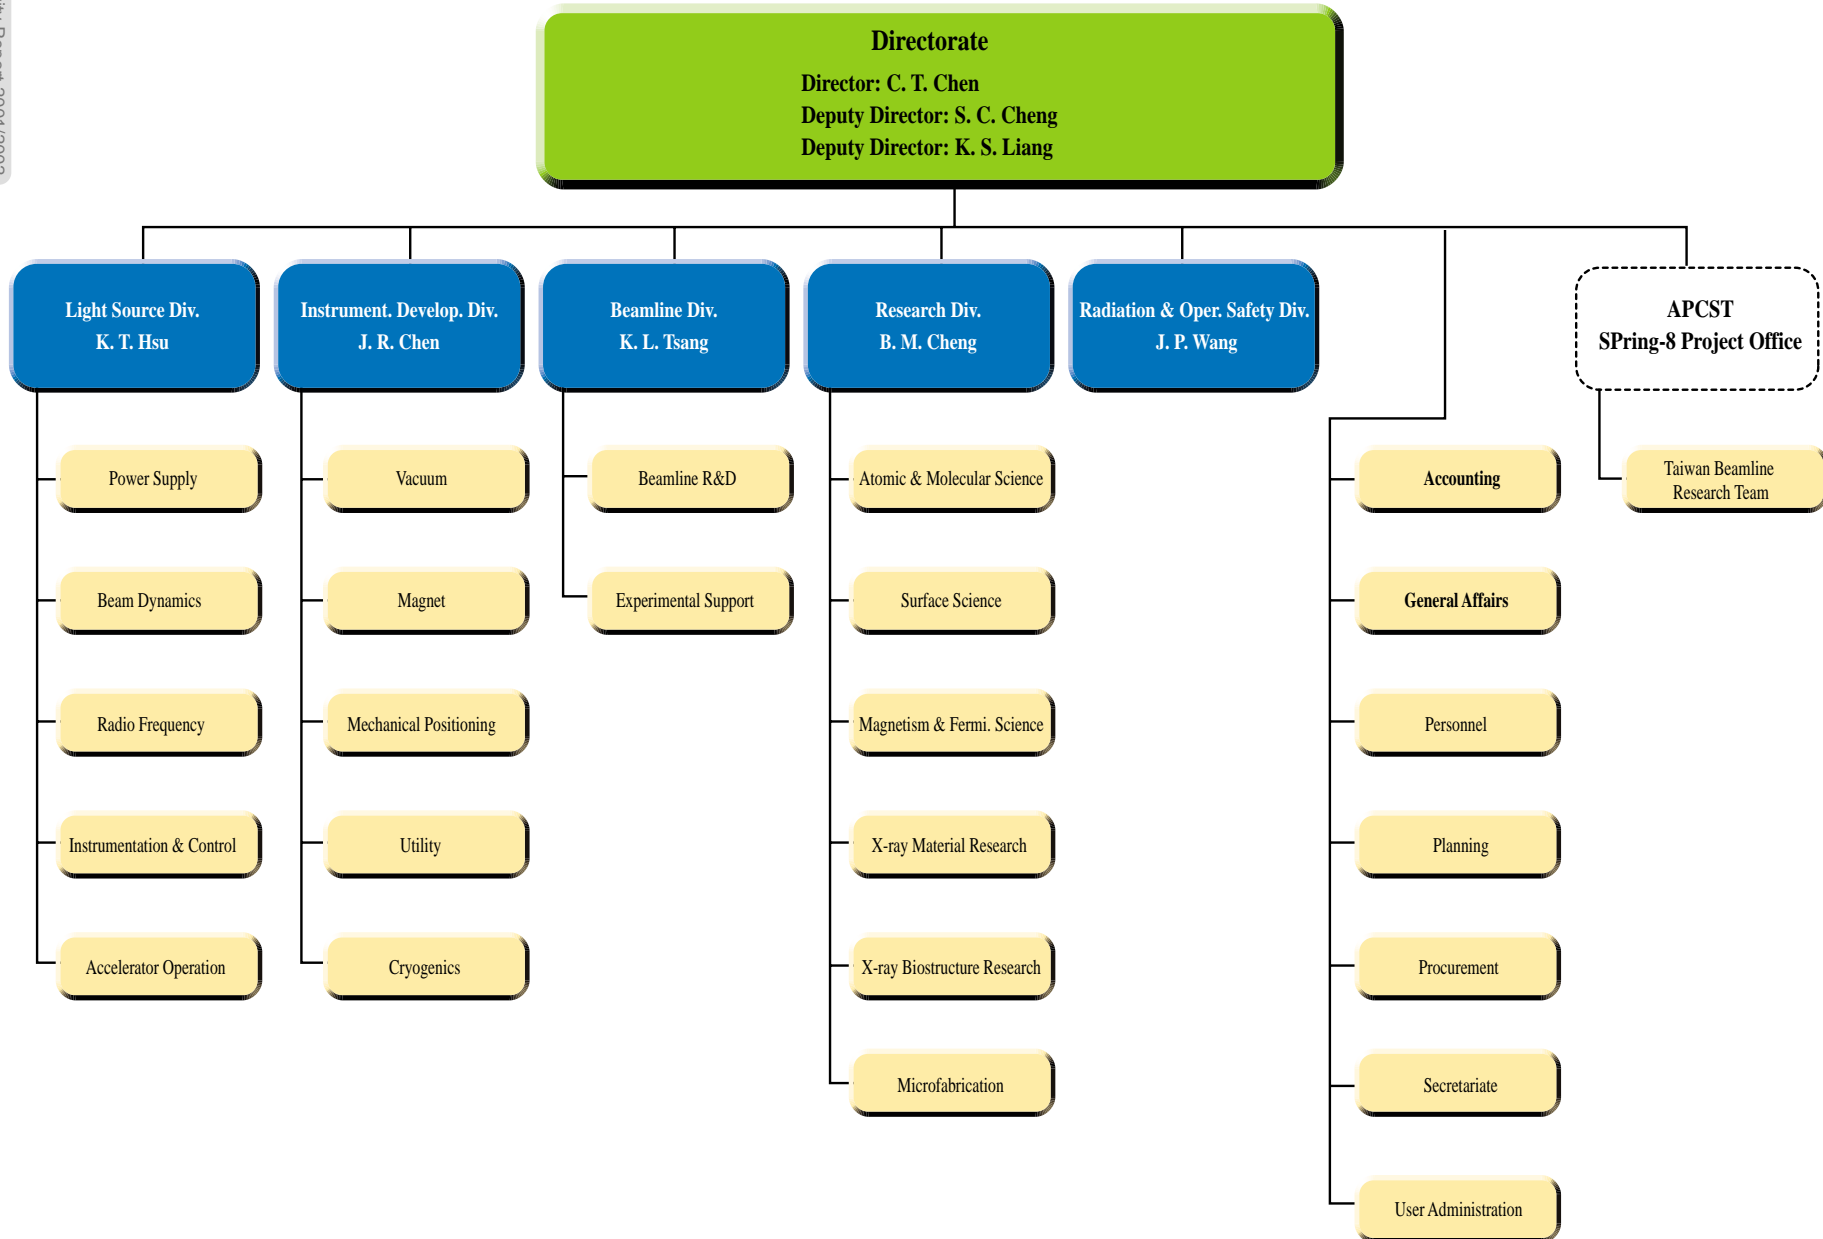 Directorate
Director: C. T. Chen
Deputy Director: S. C. Cheng
Deputy Director: K. S. Liang
Light Source Div.
K. T. Hsu
Instrument. Develop. Div.
J. R. Chen
Beamline Div.
K. L. Tsang
Research Div.
B. M. Cheng
Radiation & Oper. Safety Div.
J. P. Wang
APCST
SPring-8 Project Office
Power Supply
Beam Dynamics
Radio Frequency
Instrumentation & Control
Accelerator Operation
Vacuum
Magnet
Mechanical Positioning
Utility
Cryogenics
Beamline R&D
Experimental Support
Atomic & Molecular Science
Surface Science
Magnetism & Fermi. Science
X-ray Material Research
X-ray Biostructure Research
Microfabrication
Accounting
General Affairs
Personnel
Planning
Procurement
Secretariate
User Administration
Taiwan Beamline
Research Team